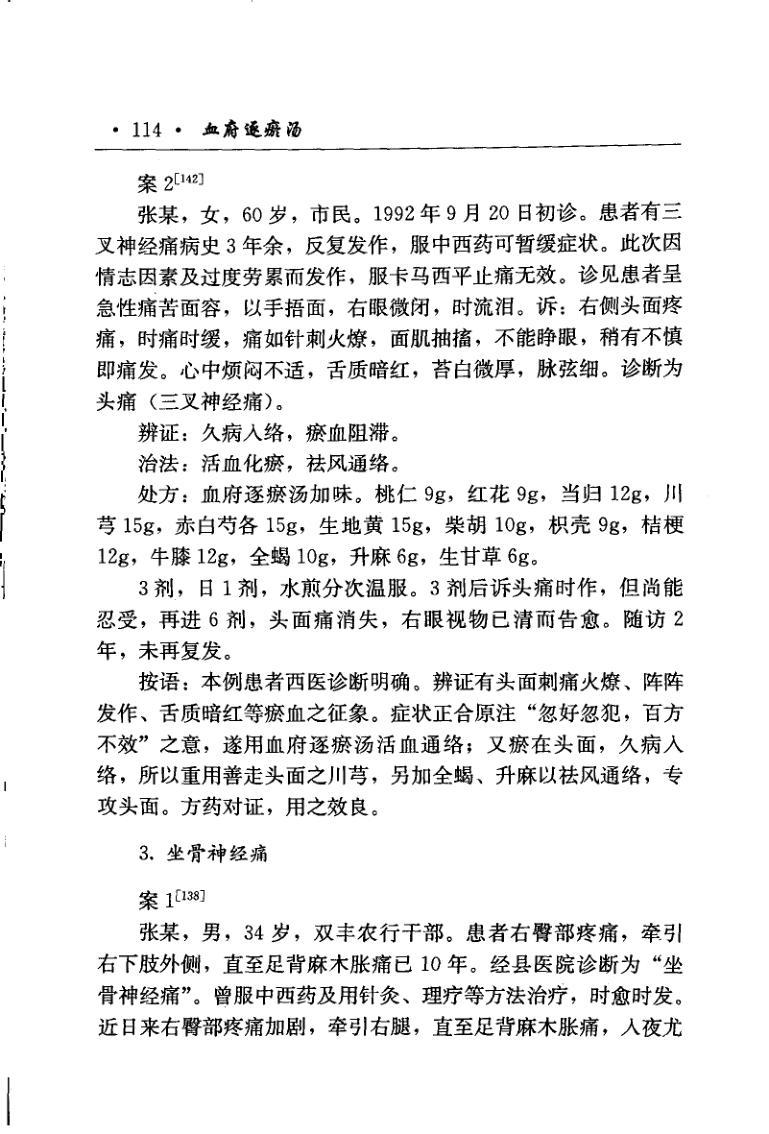 · 114 · 血府逐瘀汤
案 2[142]
张某，女，60 岁，市民。1992 年 9 月 20 日初诊。患者有三
叉神经痛病史 3 年余，反复发作，服中西药可暂缓症状。此次因
情志因素及过度劳累而发作，服卡马西平止痛无效。诊见患者呈
急性痛苦面容，以手捂面，右眼微闭，时流泪。诉：右侧头面疼
痛，时痛时缓，痛如针刺火燎，面肌抽搐，不能睁眼，稍有不慎
即痛发。心中烦闷不适，舌质暗红，苔白微厚，脉弦细。诊断为
头痛（三叉神经痛）。
辨证：久病入络，瘀血阻滞。
治法：活血化瘀，祛风通络。
处方：血府逐瘀汤加味。桃仁 9g，红花 9g，当归 12g，川
芎 15g，赤白芍各 15g，生地黄 15g，柴胡 10g，枳壳 9g，桔梗
12g，牛膝 12g，全蝎 10g，升麻 6g，生甘草 6g。
3 剂，日 1 剂，水煎分次温服。3 剂后诉头痛时作，但尚能
忍受，再进 6 剂，头面痛消失，右眼视物已清而告愈。随访 2
年，未再复发。
按语：本例患者西医诊断明确。辨证有头面刺痛火燎、阵阵
发作、舌质暗红等瘀血之征象。症状正合原注“忽好忽犯，百方
不效”之意，遂用血府逐瘀汤活血通络；又瘀在头面，久病入
络，所以重用善走头面之川芎，另加全蝎、升麻以祛风通络，专
攻头面。方药对证，用之效良。
3. 坐骨神经痛
案 1[138]
张某，男，34 岁，双丰农行干部。患者右臀部疼痛，牵引
右下肢外侧，直至足背麻木胀痛已 10 年。经县医院诊断为“坐
骨神经痛”。曾服中西药及用针灸、理疗等方法治疗，时愈时发。
近日来右臀部疼痛加剧，牵引右腿，直至足背麻木胀痛，入夜尤